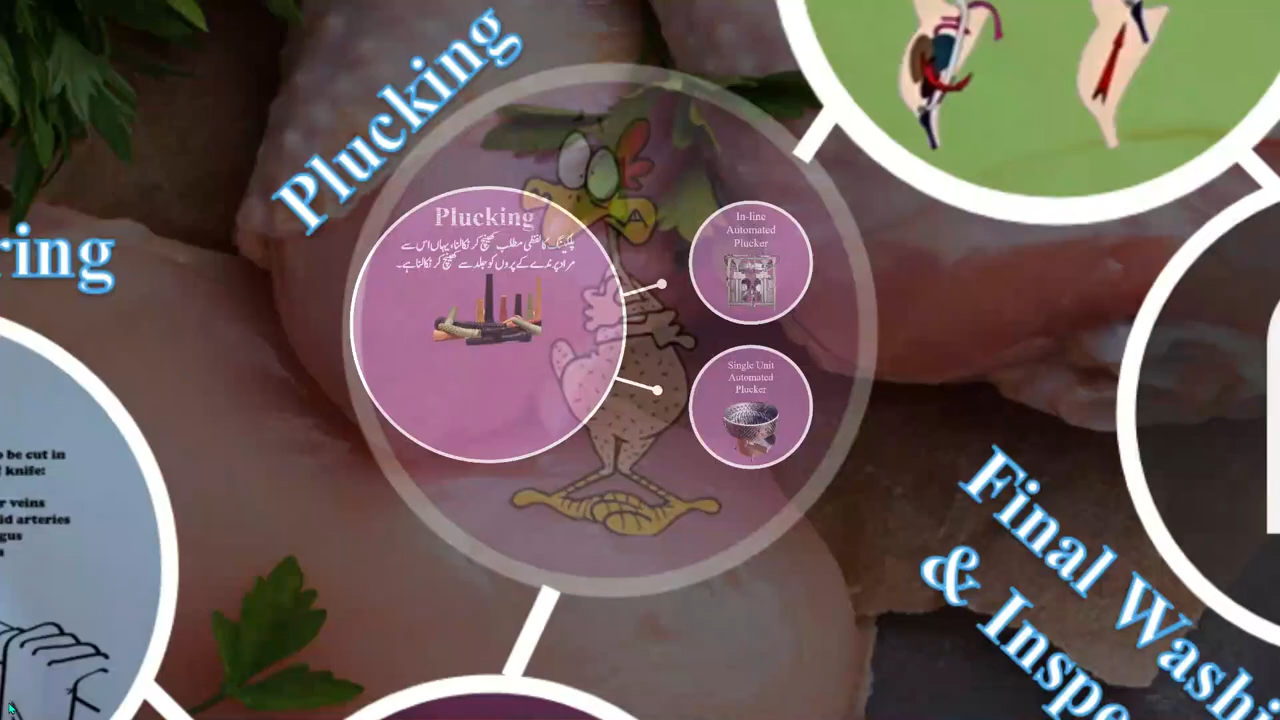 Plucking
ring
Plucking
پلکینگ کا لفظی مطلب کھینچ کر نکالنا، یہاں اس سے
مراد پرندے کے پروں کو جلد سے کھینچ کر نکالنا ہے۔
In-line
Automated
Plucker
Single Unit
Automated
Plucker
o be cut in
f knife:
r veins
id arteries
gus
s
Final Washi
& Inspe